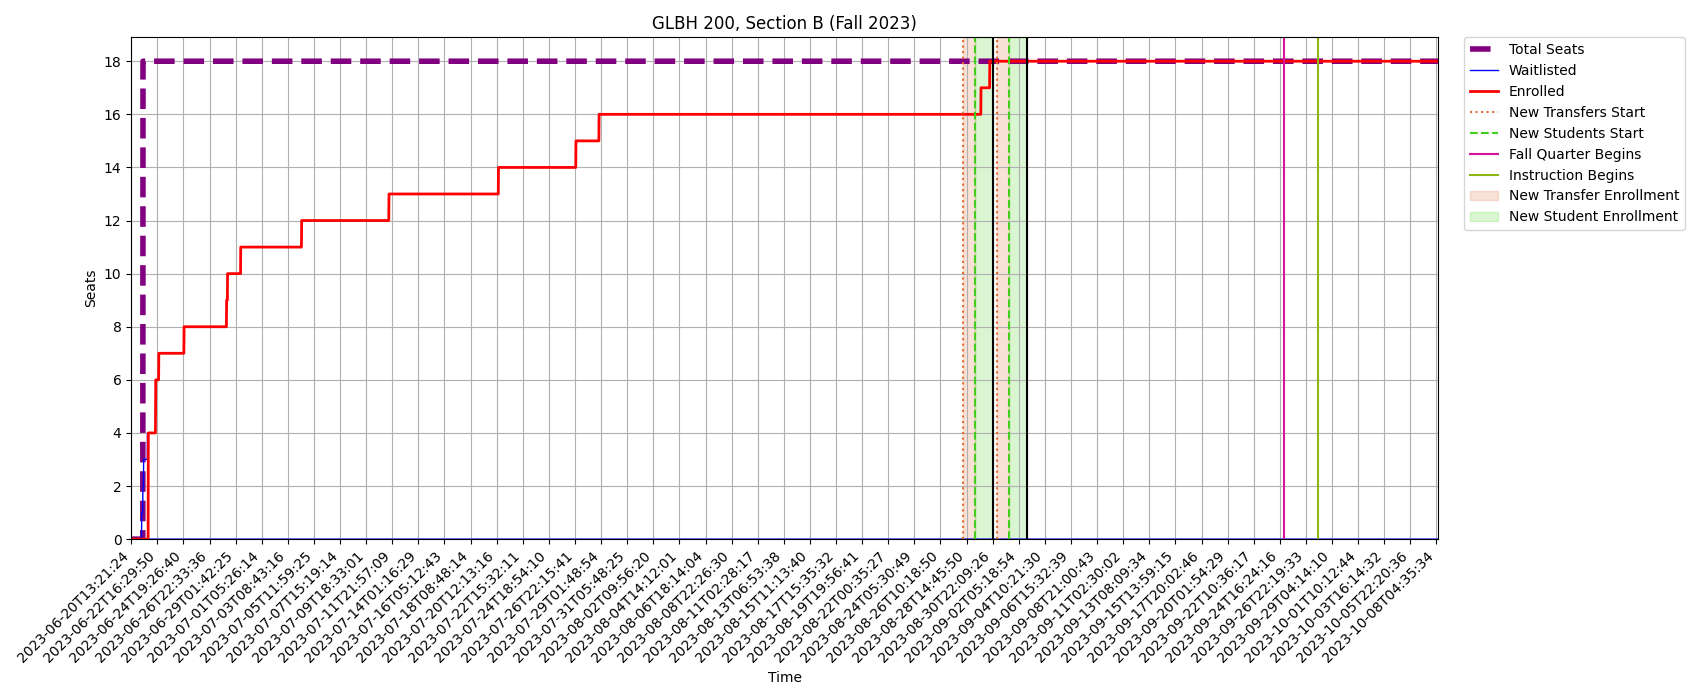 GLBH 200, Section B (Fall 2023)
Total Seats
Waitlisted
Enrolled
New Transfers Start
New Students Start
Fall Quarter Begins
Instruction Begins
New Transfer Enrollment
New Student Enrollment
Seats
18
16
14
12
10
8
6
4
2
0
2023-06-20T13:21:24
2023-06-22T16:29:50
2023-06-24T19:26:40
2023-06-26T22:33:36
2023-06-29T01:42:25
2023-07-01T05:26:14
2023-07-03T08:43:16
2023-07-05T11:59:25
2023-07-07T15:19:14
2023-07-09T18:33:01
2023-07-11T21:57:09
2023-07-14T01:16:29
2023-07-16T05:12:43
2023-07-18T08:48:14
2023-07-20T12:13:16
2023-07-22T15:32:11
2023-07-24T18:54:10
2023-07-26T22:15:41
2023-07-29T01:48:54
2023-07-31T05:48:25
2023-08-02T09:56:20
2023-08-04T14:12:01
2023-08-06T18:14:04
2023-08-08T22:26:30
2023-08-11T02:28:17
2023-08-13T06:53:38
2023-08-15T11:13:40
2023-08-17T15:35:32
2023-08-19T19:56:41
2023-08-22T00:35:27
2023-08-24T05:30:49
2023-08-26T10:18:50
2023-08-28T14:45:50
2023-08-30T22:09:26
2023-09-02T05:18:54
2023-09-04T10:21:30
2023-09-06T15:32:39
2023-09-08T21:00:43
2023-09-11T02:30:02
2023-09-13T08:09:34
2023-09-15T13:59:15
2023-09-17T20:02:46
2023-09-20T01:54:29
2023-09-22T10:36:17
2023-09-24T16:24:16
2023-09-26T22:19:33
2023-09-29T04:14:10
2023-10-01T10:12:44
2023-10-03T16:14:32
2023-10-05T22:20:36
2023-10-08T04:35:34
Time